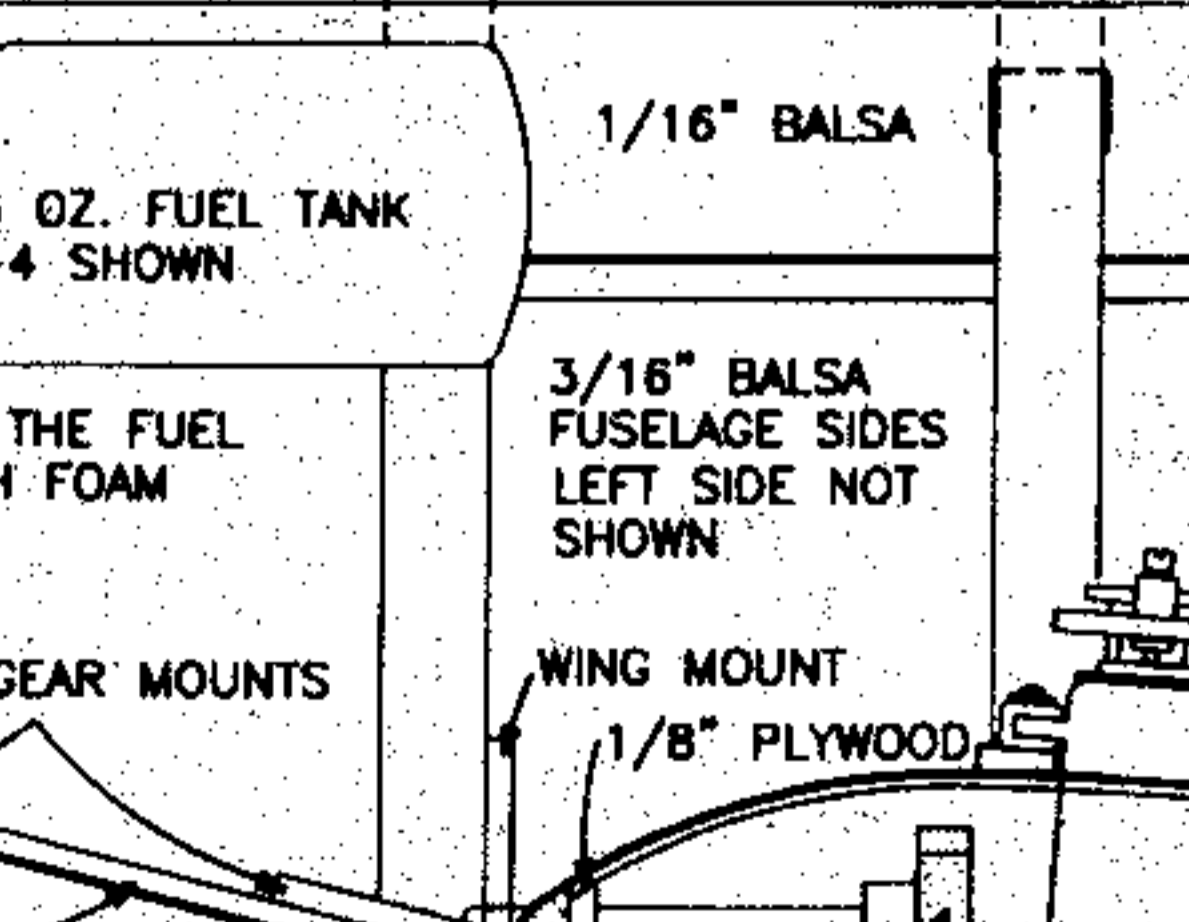 1/16" BALSA
OZ. FUEL TANK
4 SHOWN
3/16" BALSA
FUSELAGE SIDES
LEFT SIDE NOT
SHOWN
THE FUEL
FOAM
GEAR MOUNTS
WING MOUNT
1/8" PLYWOOD